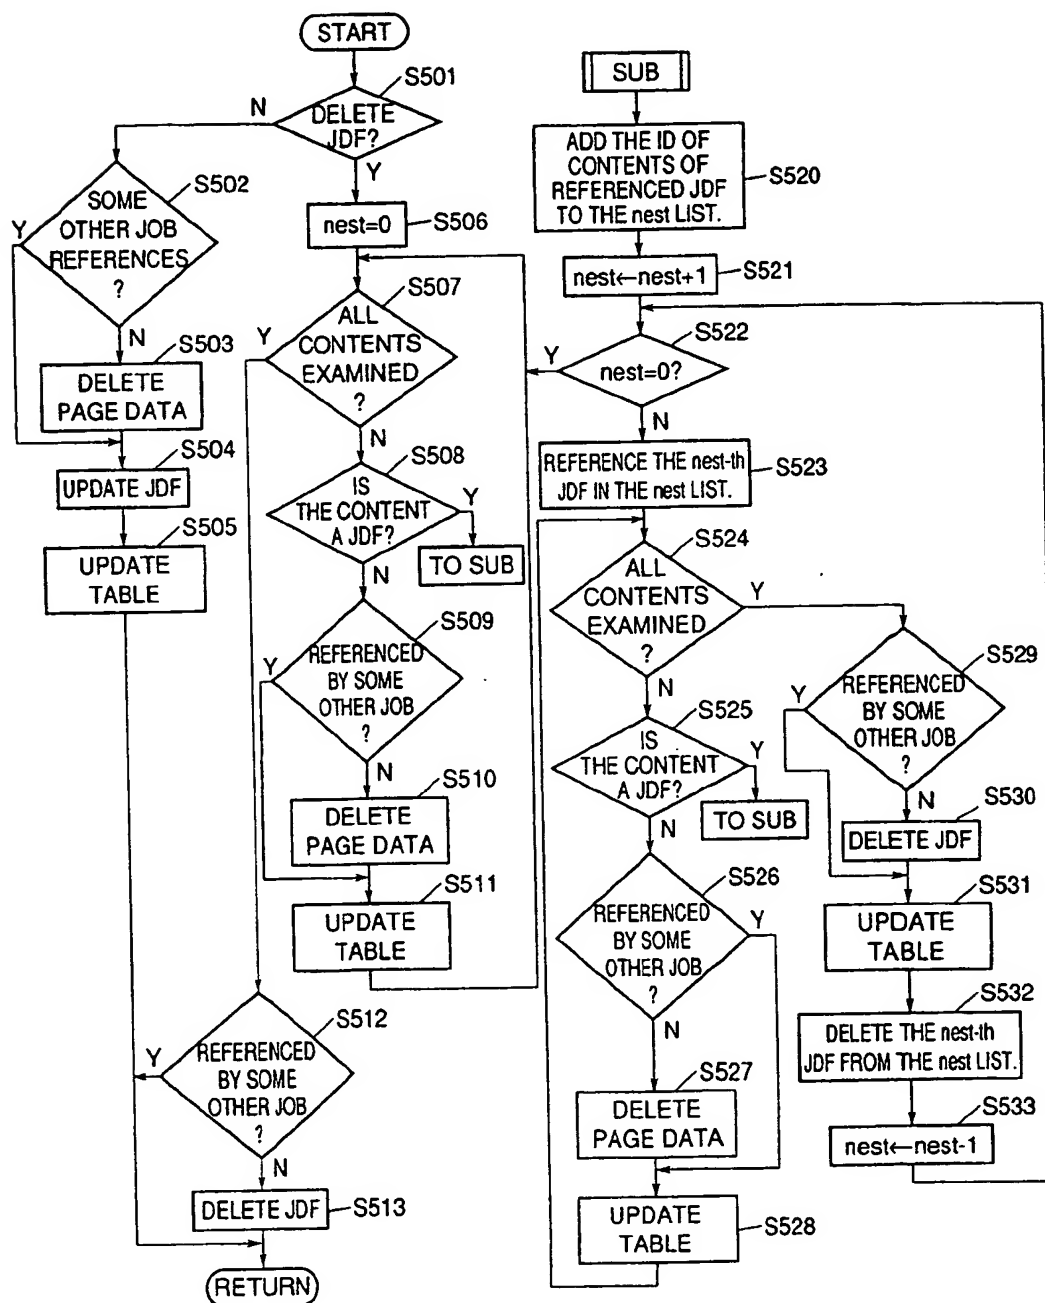 START
S501
DELETE
JDF?
N
Y
S502
SOME
OTHER JOB
REFERENCES
?
Y
N
S503
DELETE
PAGE DATA
S504
UPDATE JDF
S505
UPDATE
TABLE
nest=0
S506
S507
ALL
CONTENTS
EXAMINED
?
Y
N
S508
IS
THE CONTENT
A JDF?
Y
TO SUB
N
S509
REFERENCED
BY SOME
OTHER JOB
?
Y
N
S510
DELETE
PAGE DATA
S511
UPDATE
TABLE
S512
REFERENCED
BY SOME
OTHER JOB
?
Y
N
DELETE JDF
S513
RETURN
SUB
ADD THE ID OF
CONTENTS OF
REFERENCED JDF
TO THE nest LIST.
S520
nest←nest+1
S521
S522
nest=0?
Y
N
REFERENCE THE nest-th
JDF IN THE nest LIST.
S523
S524
ALL
CONTENTS
EXAMINED
?
Y
N
S525
IS
THE CONTENT
A JDF?
Y
TO SUB
N
S526
REFERENCED
BY SOME
OTHER JOB
?
Y
N
S527
DELETE
PAGE DATA
UPDATE
TABLE
S528
S529
REFERENCED
BY SOME
OTHER JOB
?
Y
N
S530
DELETE JDF
S531
UPDATE
TABLE
S532
DELETE THE nest-th
JDF FROM THE nest LIST.
S533
nest←nest-1